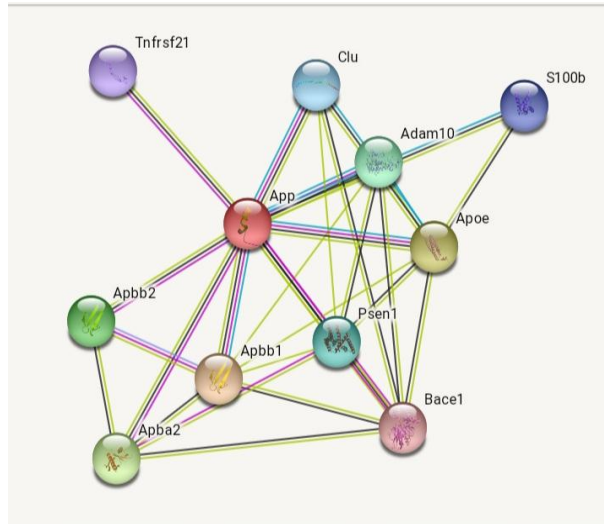 Tnfrsf21
Clu
S100b
Adam10
App
Apoe
Apbb2
Psen1
Apbb1
Bace1
Apba2